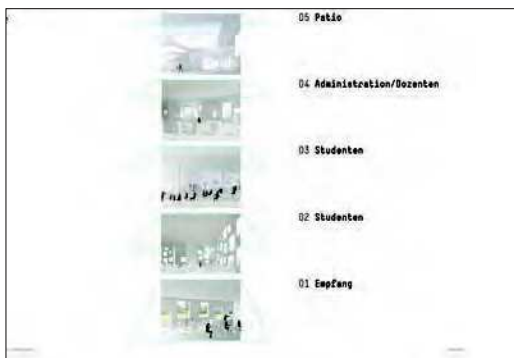 05 Patio
04 Administration/Dozenten
03 Studenten
02 Studenten
01 Empfang